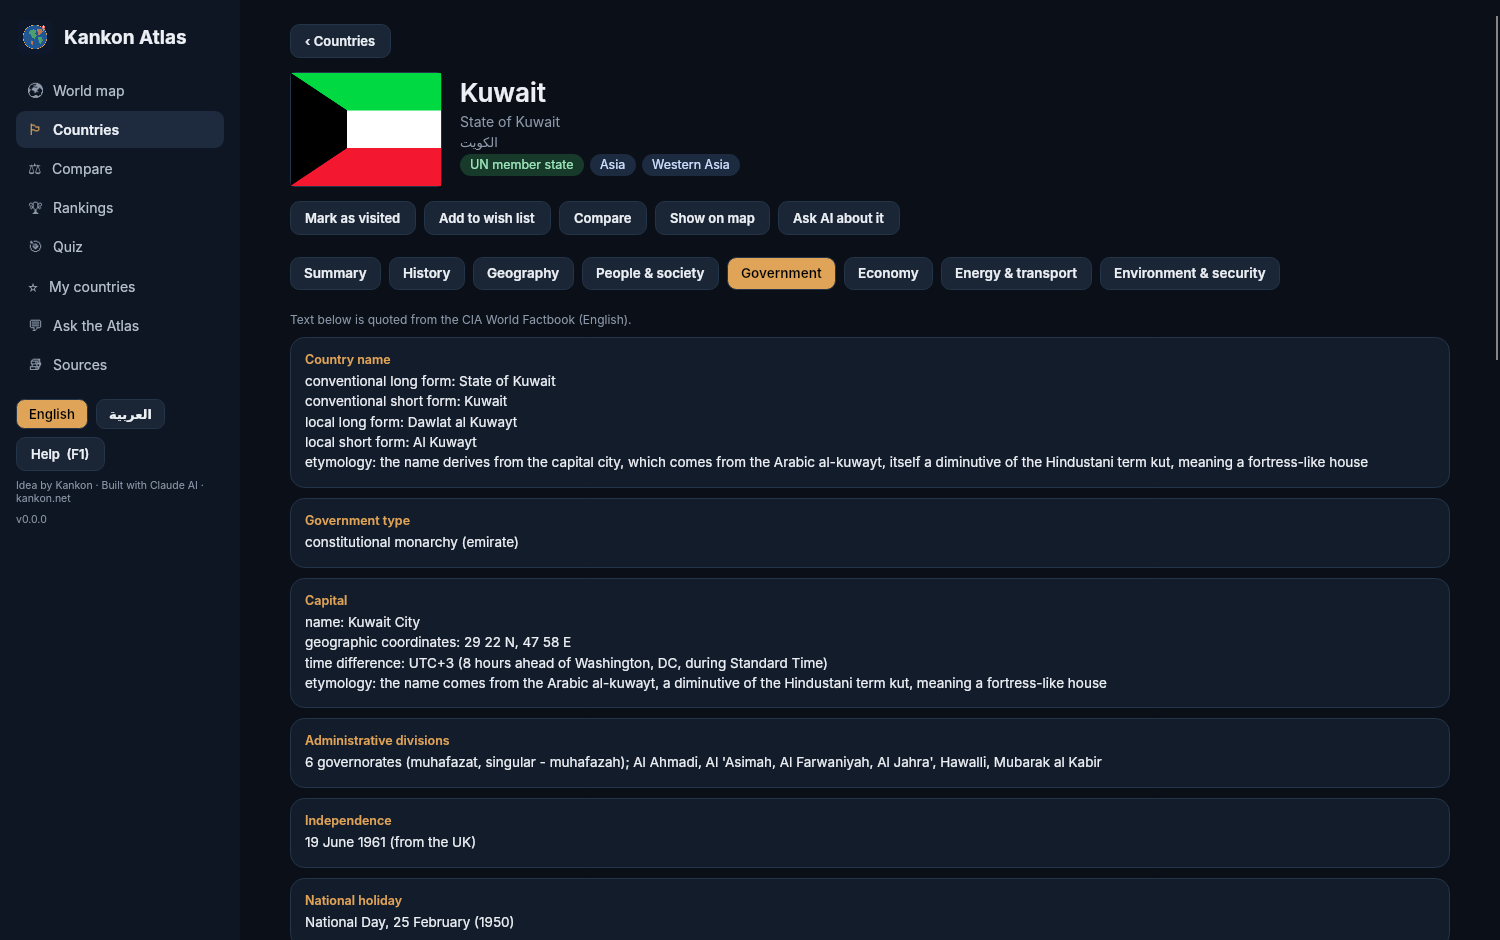 Kankon Atlas
World map
Countries
Compare
Rankings
Quiz
My countries
Ask the Atlas
Sources
English
العربية
Help (F1)
Idea by Kankon · Built with Claude AI ·
kankon.net
v0.0.0
‹ Countries
Kuwait
State of Kuwait
الكويت
UN member state
Asia
Western Asia
Mark as visited
Add to wish list
Compare
Show on map
Ask AI about it
Summary
History
Geography
People & society
Government
Economy
Energy & transport
Environment & security
Text below is quoted from the CIA World Factbook (English).
Country name
conventional long form: State of Kuwait
conventional short form: Kuwait
local long form: Dawlat al Kuwayt
local short form: Al Kuwayt
etymology: the name derives from the capital city, which comes from the Arabic al-kuwayt, itself a diminutive of the Hindustani term kut, meaning a fortress-like house
Government type
constitutional monarchy (emirate)
Capital
name: Kuwait City
geographic coordinates: 29 22 N, 47 58 E
time difference: UTC+3 (8 hours ahead of Washington, DC, during Standard Time)
etymology: the name comes from the Arabic al-kuwayt, a diminutive of the Hindustani term kut, meaning a fortress-like house
Administrative divisions
6 governorates (muhafazat, singular - muhafazah); Al Ahmadi, Al 'Asimah, Al Farwaniyah, Al Jahra', Hawalli, Mubarak al Kabir
Independence
19 June 1961 (from the UK)
National holiday
National Day, 25 February (1950)